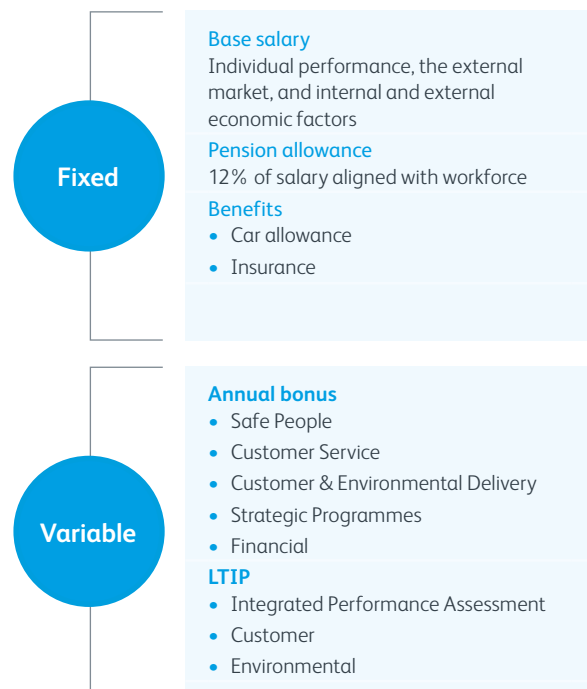 Fixed
Base salary
Individual performance, the external
market, and internal and external
economic factors
Pension allowance
12% of salary aligned with workforce
Benefits
• Car allowance
• Insurance
Variable
Annual bonus
• Safe People
• Customer Service
• Customer & Environmental Delivery
• Strategic Programmes
• Financial
LTIP
• Integrated Performance Assessment
• Customer
• Environmental